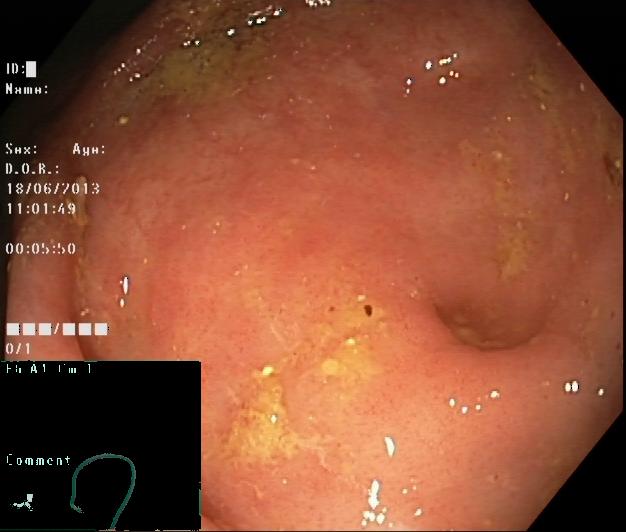 ID:
Name:
Sex: Age:
D.O.R.:
18/06/2013
11:01:49
00:05:50
/
0/1
Comment